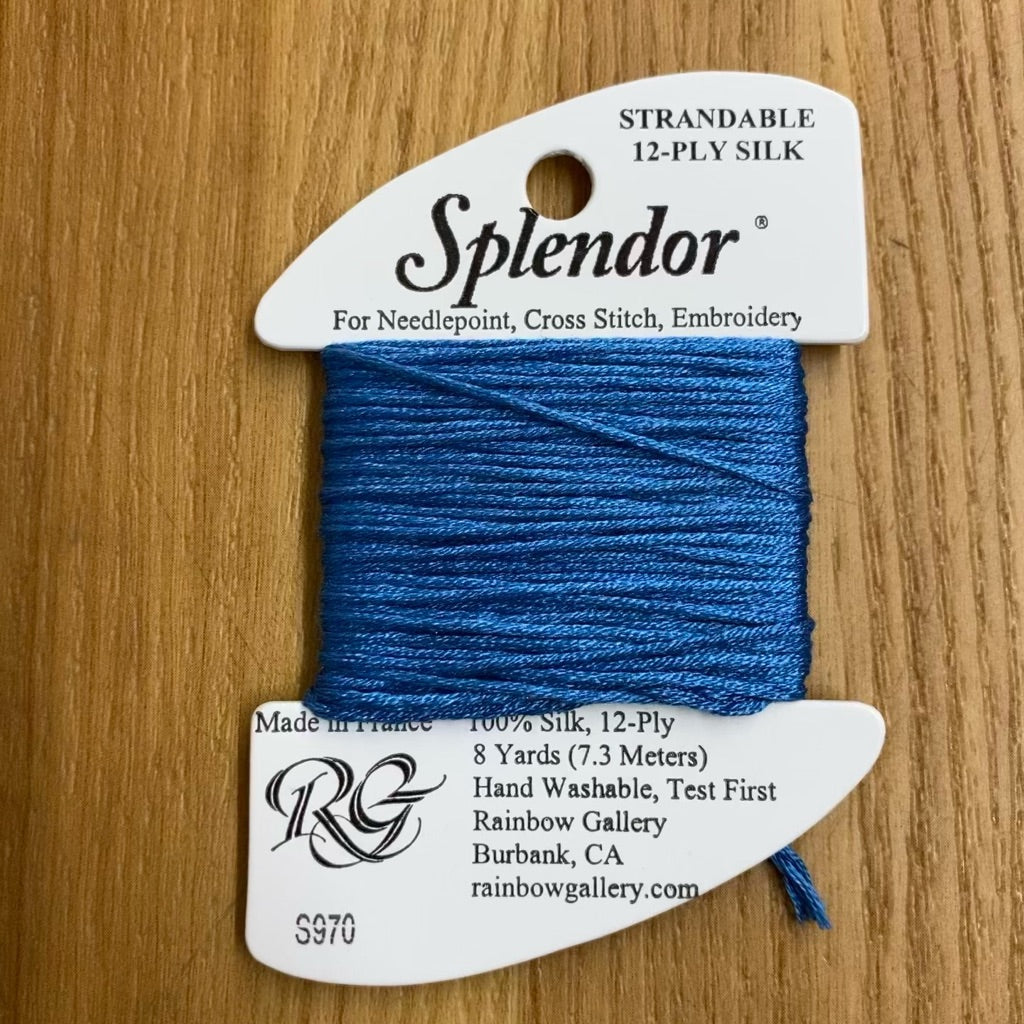 STRANDABLE
12-PLY SILK
Splendor ®
For Needlepoint, Cross Stitch, Embroidery
Made in France 100% Silk, 12-Ply
8 Yards (7.3 Meters)
RG
Hand Washable, Test First
Rainbow Gallery
Burbank, CA
rainbowgallery.com
S970